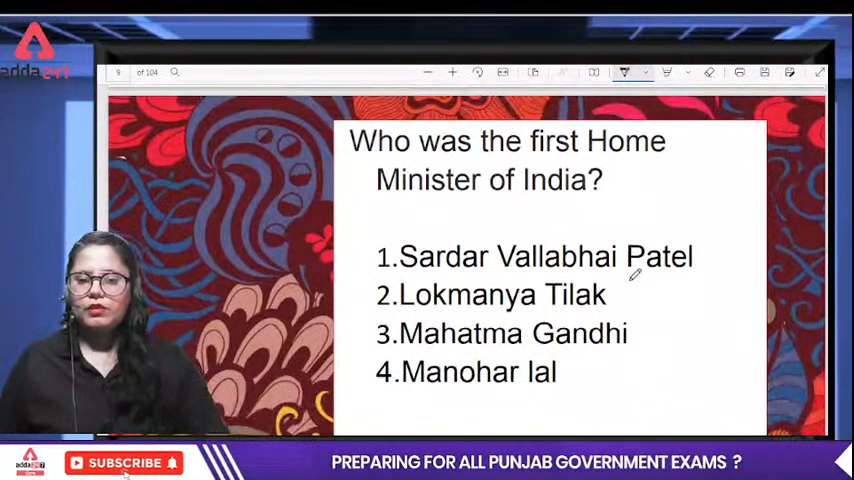 adda247
9 of 104
Who was the first Home
Minister of India?
1.Sardar Vallabhai Patel
2.Lokmanya Tilak
3.Mahatma Gandhi
4.Manohar lal
adda247
SUBSCRIBE
PREPARING FOR ALL PUNJAB GOVERNMENT EXAMS ?